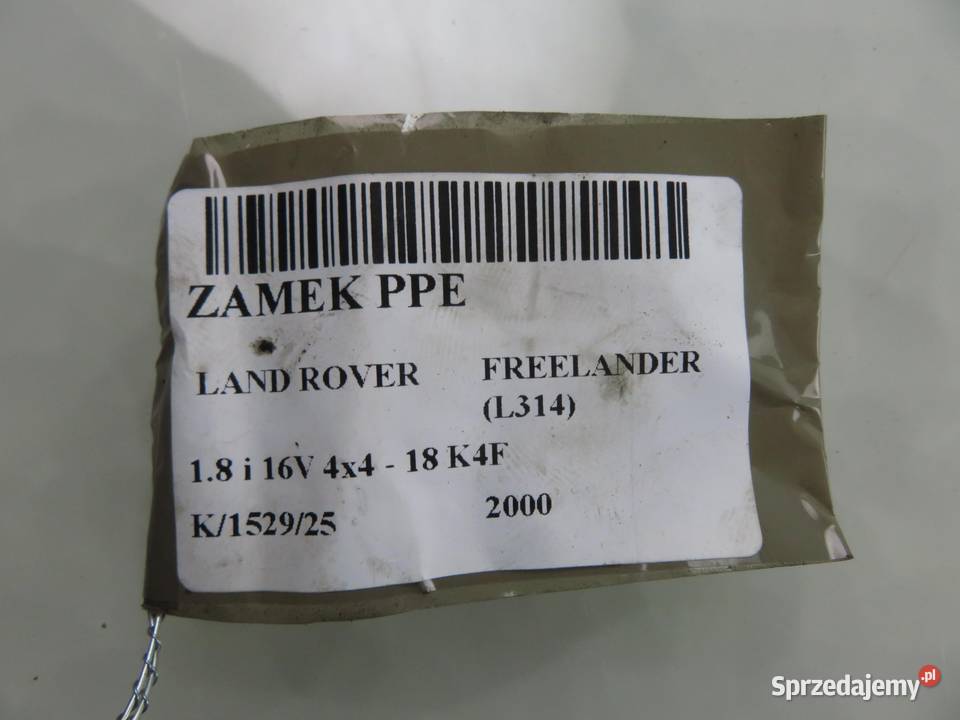 ZAMEK PPE
LAND ROVER
FREELANDER
(L314)
1.8 i 16V 4x4 - 18 K4F
K/1529/25
2000
Sprzedajemy.pl